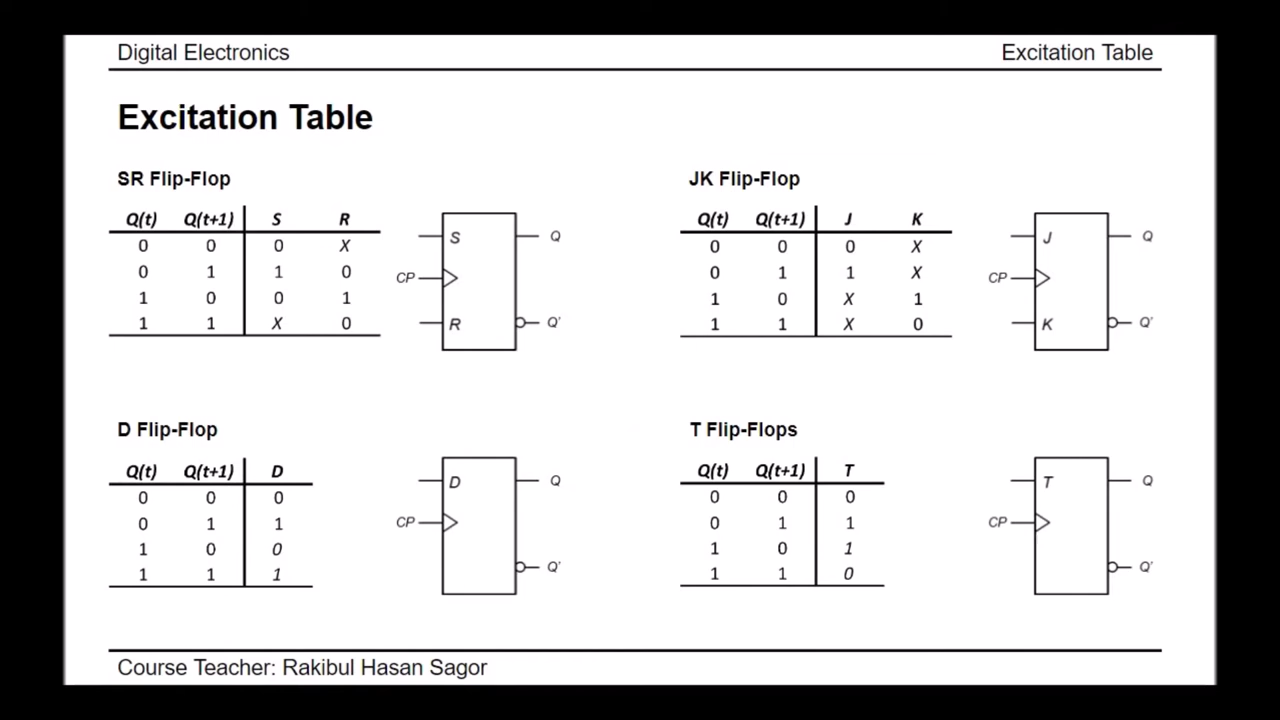 Digital Electronics Excitation Table
Excitation Table
SR Flip-Flop
Q(t) Q(t+1) S R
0 0 0 X
0 1 1 0
1 0 0 1
1 1 X 0
S Q
CP
R Q'
JK Flip-Flop
Q(t) Q(t+1) J K
0 0 0 X
0 1 1 X
1 0 X 1
1 1 X 0
J Q
CP
K Q'
D Flip-Flop
Q(t) Q(t+1) D
0 0 0
0 1 1
1 0 0
1 1 1
D Q
CP
Q'
T Flip-Flops
Q(t) Q(t+1) T
0 0 0
0 1 1
1 0 1
1 1 0
T Q
CP
Q'
Course Teacher: Rakibul Hasan Sagor